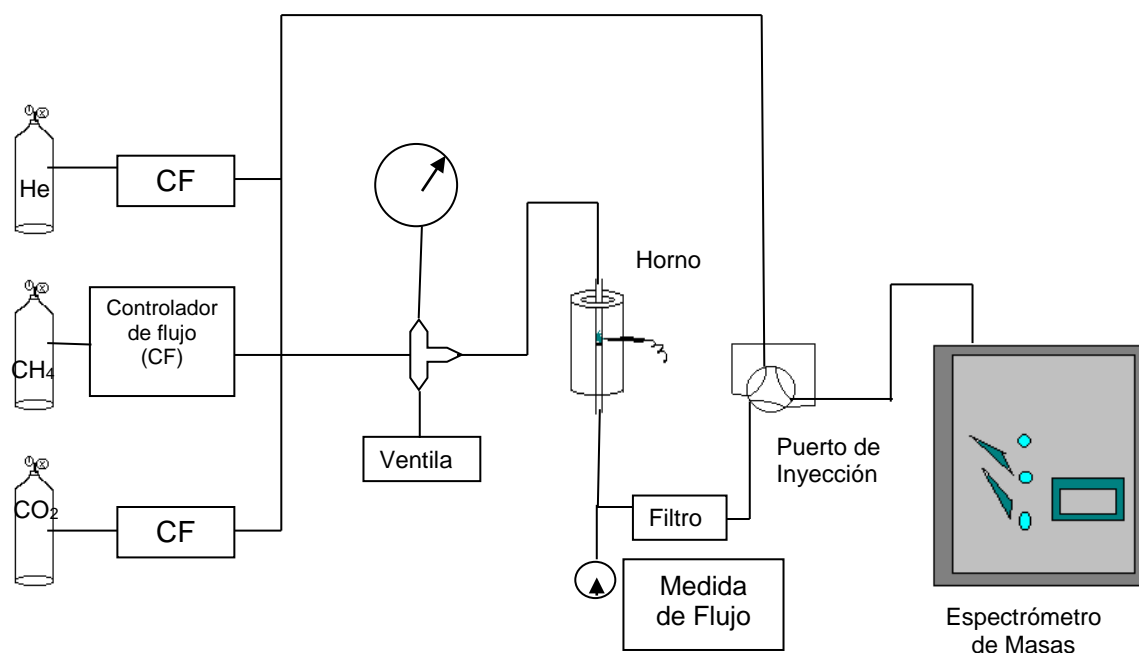 He
CF
CH4
Controlador
de flujo
(CF)
CO2
CF
Ventila
Horno
Filtro
Medida
de Flujo
Puerto de
Inyección
Espectrómetro
de Masas